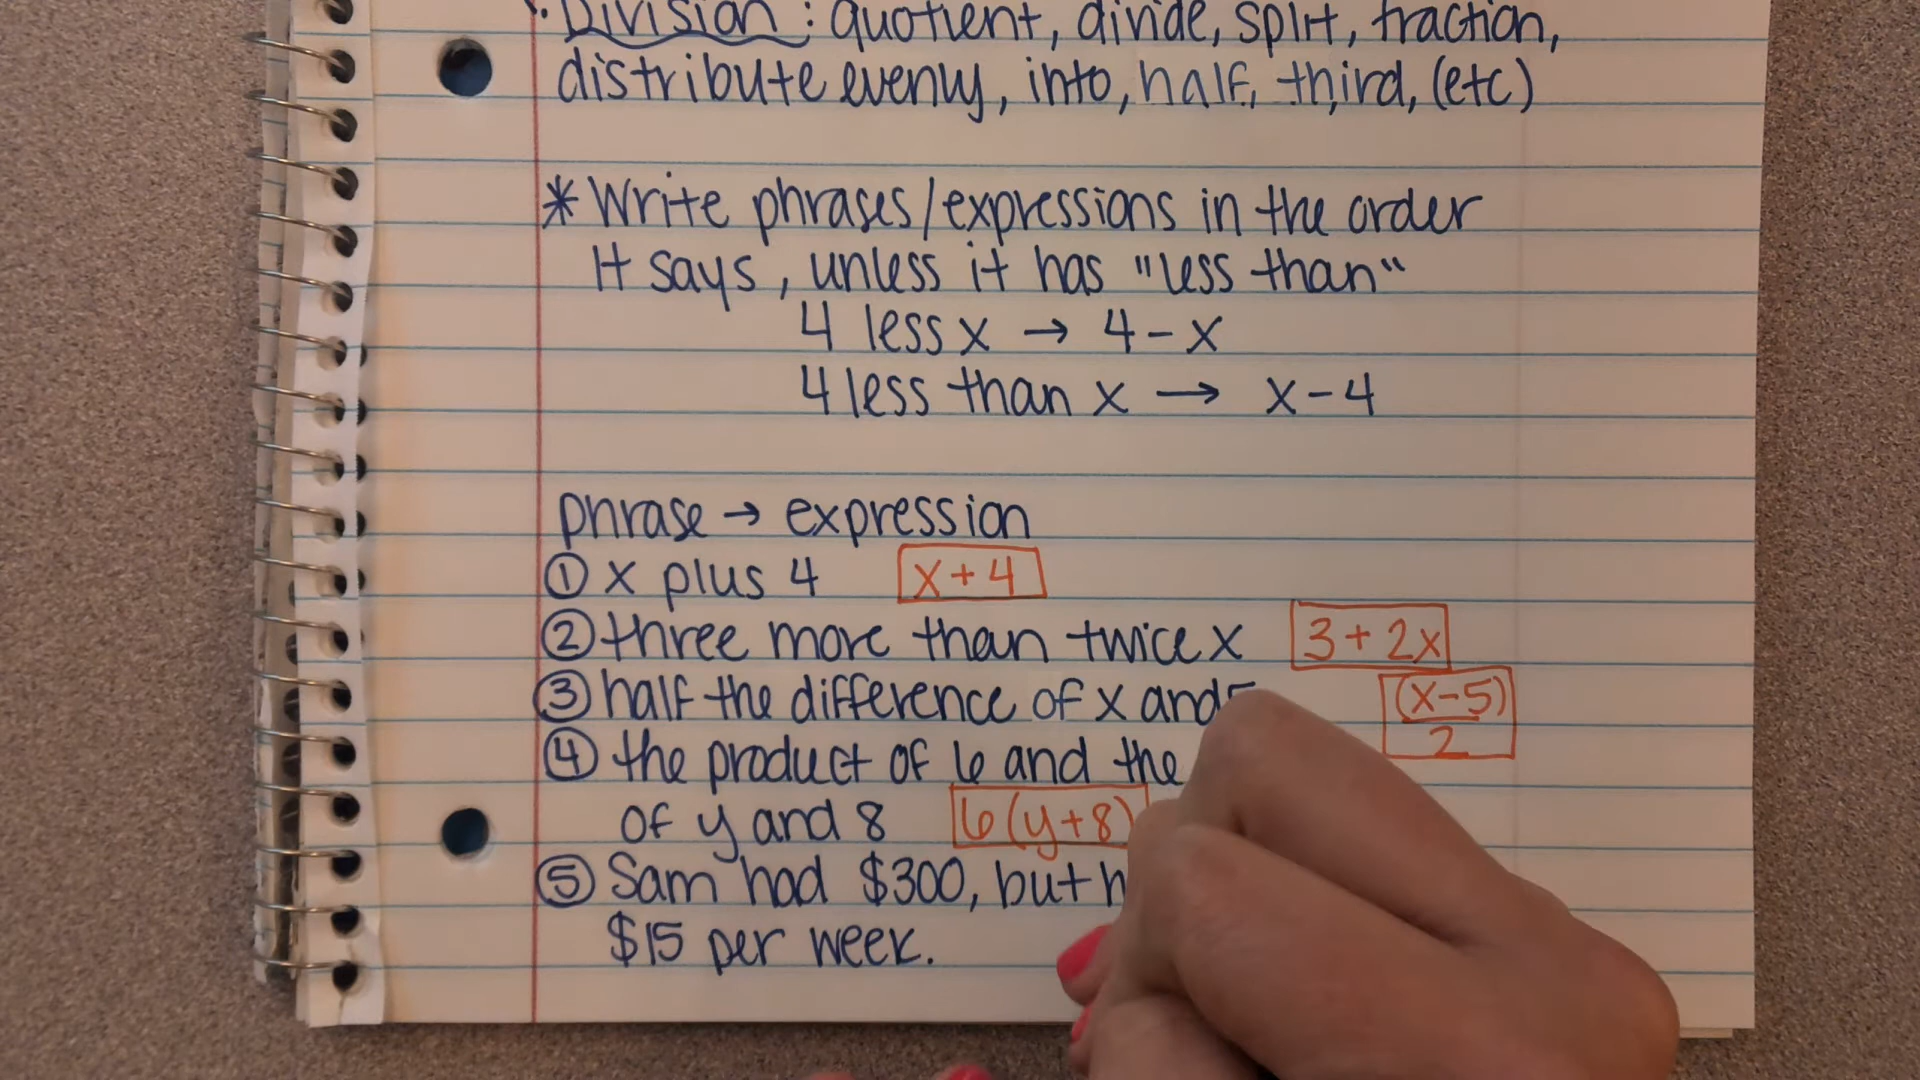 · Division: quotient, divide, split, fraction,
distribute evenly, into, half, third, (etc)
* Write phrases/expressions in the order
It says, unless it has "less than"
4 less x → 4 - x
4 less than x → x - 4
phrase → expression
① x plus 4 x + 4
② three more than twice x 3 + 2x
③ half the difference of x and (x-5)/2
④ the product of 6 and the
of y and 8 6(y+8)
⑤ Sam had $300, but
$15 per week.